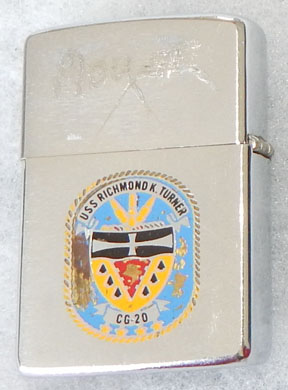 USS RICHMOND K. TURNER
CG-20